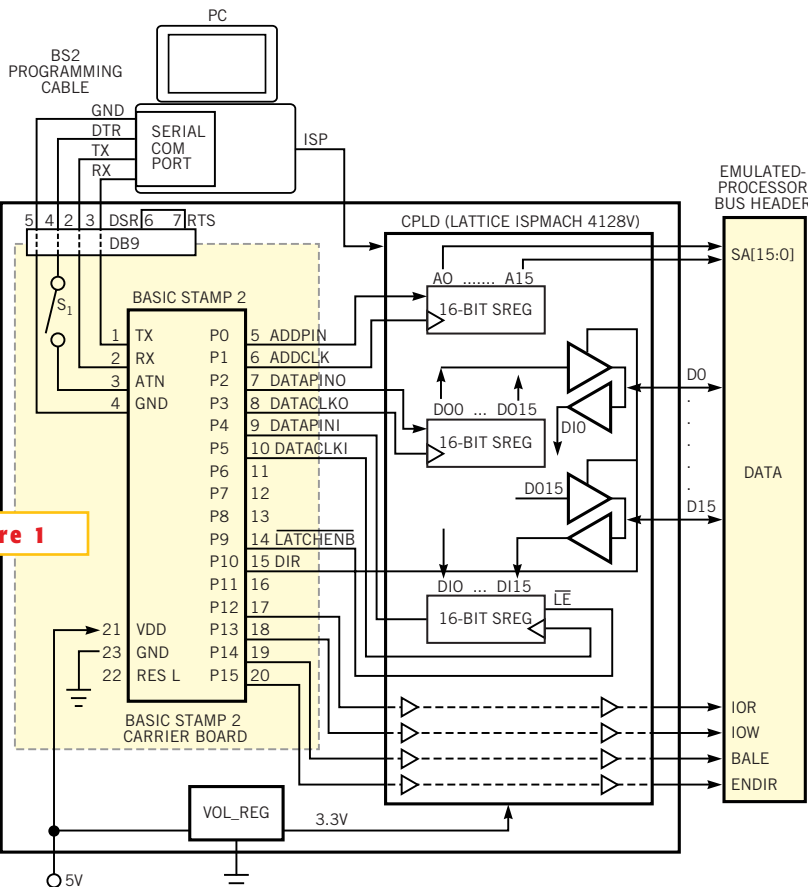 PC
BS2
PROGRAMMING
CABLE
GND
DTR
TX
RX
SERIAL
COM
PORT
ISP
EMULATED-
PROCESSOR
BUS HEADER
5 4 2 3 DSR 6 7 RTS
DB9
CPLD (LATTICE ISPMACH 4128V)
S1
BASIC STAMP 2
1 TX
2 RX
3 ATN
4 GND
P0 5 ADDPIN
P1 6 ADDCLK
P2 7 DATAPINO
P3 8 DATACLKO
P4 9 DATAPINI
P5 10 DATACLKI
P6 11
P7 12
P8 13
P9 14 LATCHENB
P10 15 DIR
P11 16
P12 17
P13 18
P14 19
P15 20
21 VDD
23 GND
22 RES L
BASIC STAMP 2
CARRIER BOARD
re 1
A0 ....... A15
16-BIT SREG
DO0 ... DO15
16-BIT SREG
DI0
DO15
DI0 ... DI15
16-BIT SREG
LE
SA[15:0]
D0
.
.
.
.
.
D15
DATA
IOR
IOW
BALE
ENDIR
VOL_REG
3.3V
5V